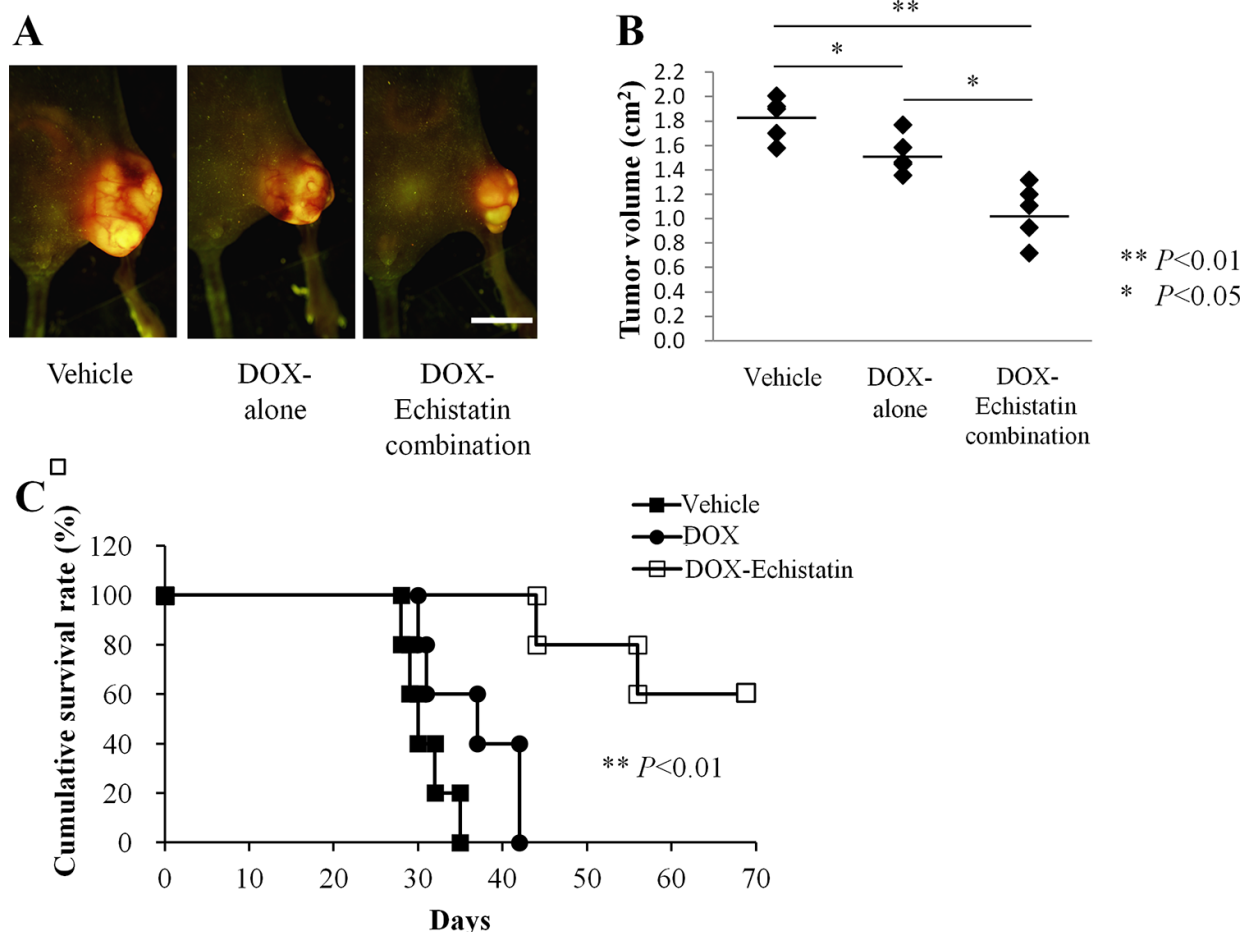 A
Vehicle
DOX-
alone
DOX-
Echistatin
combination
B
**
*
*
Tumor volume (cm²)
2.2
2.0
1.8
1.6
1.4
1.2
1.0
0.8
0.6
0.4
0.2
0.0
Vehicle
DOX-
alone
DOX-
Echistatin
combination
** P<0.01
* P<0.05
C
Cumulative survival rate (%)
120
100
80
60
40
20
0
0 10 20 30 40 50 60 70
Days
Vehicle
DOX
DOX-Echistatin
** P<0.01